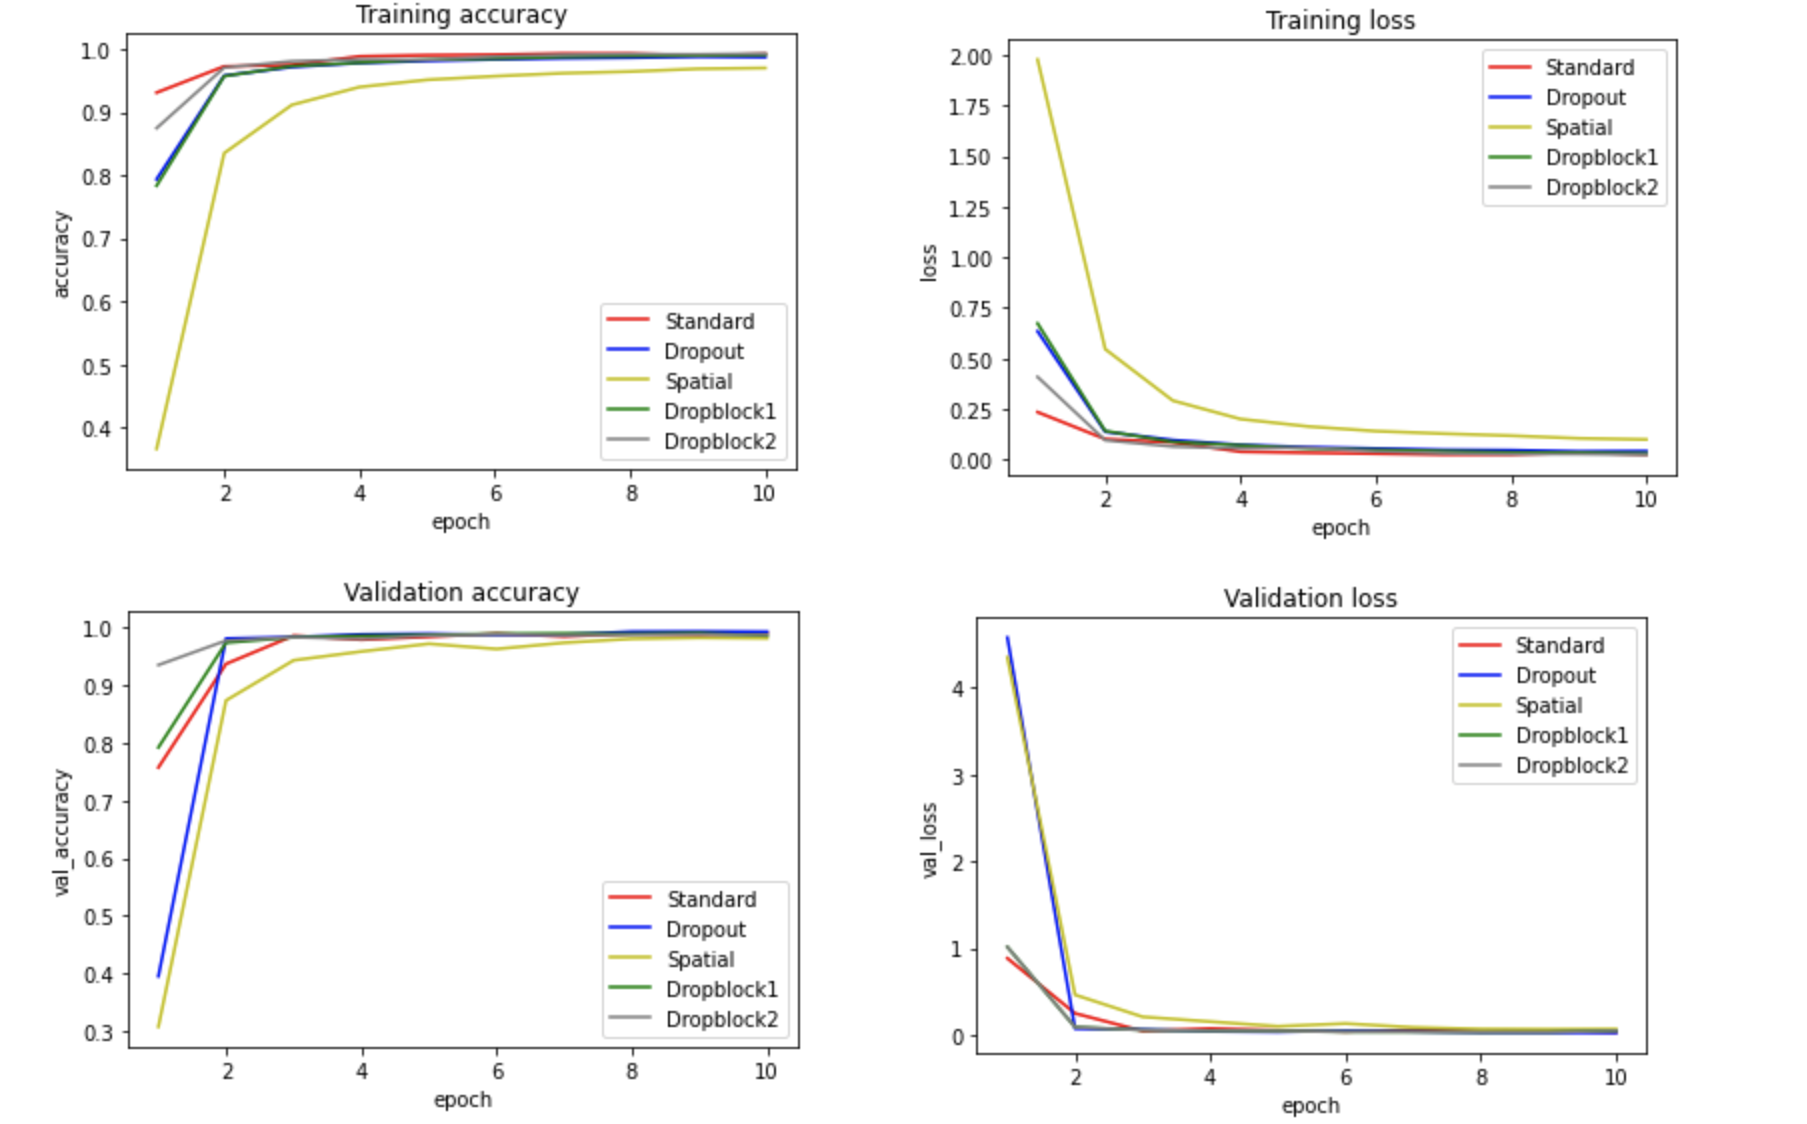 Training accuracy
1.0
0.9
0.8
0.7
0.6
0.5
0.4
accuracy
Standard
Dropout
Spatial
Dropblock1
Dropblock2
2 4 6 8 10
epoch
Training loss
2.00
1.75
1.50
1.25
1.00
0.75
0.50
0.25
0.00
loss
Standard
Dropout
Spatial
Dropblock1
Dropblock2
2 4 6 8 10
epoch
Validation accuracy
1.0
0.9
0.8
0.7
0.6
0.5
0.4
0.3
val_accuracy
Standard
Dropout
Spatial
Dropblock1
Dropblock2
2 4 6 8 10
epoch
Validation loss
4
3
2
1
0
val_loss
Standard
Dropout
Spatial
Dropblock1
Dropblock2
2 4 6 8 10
epoch